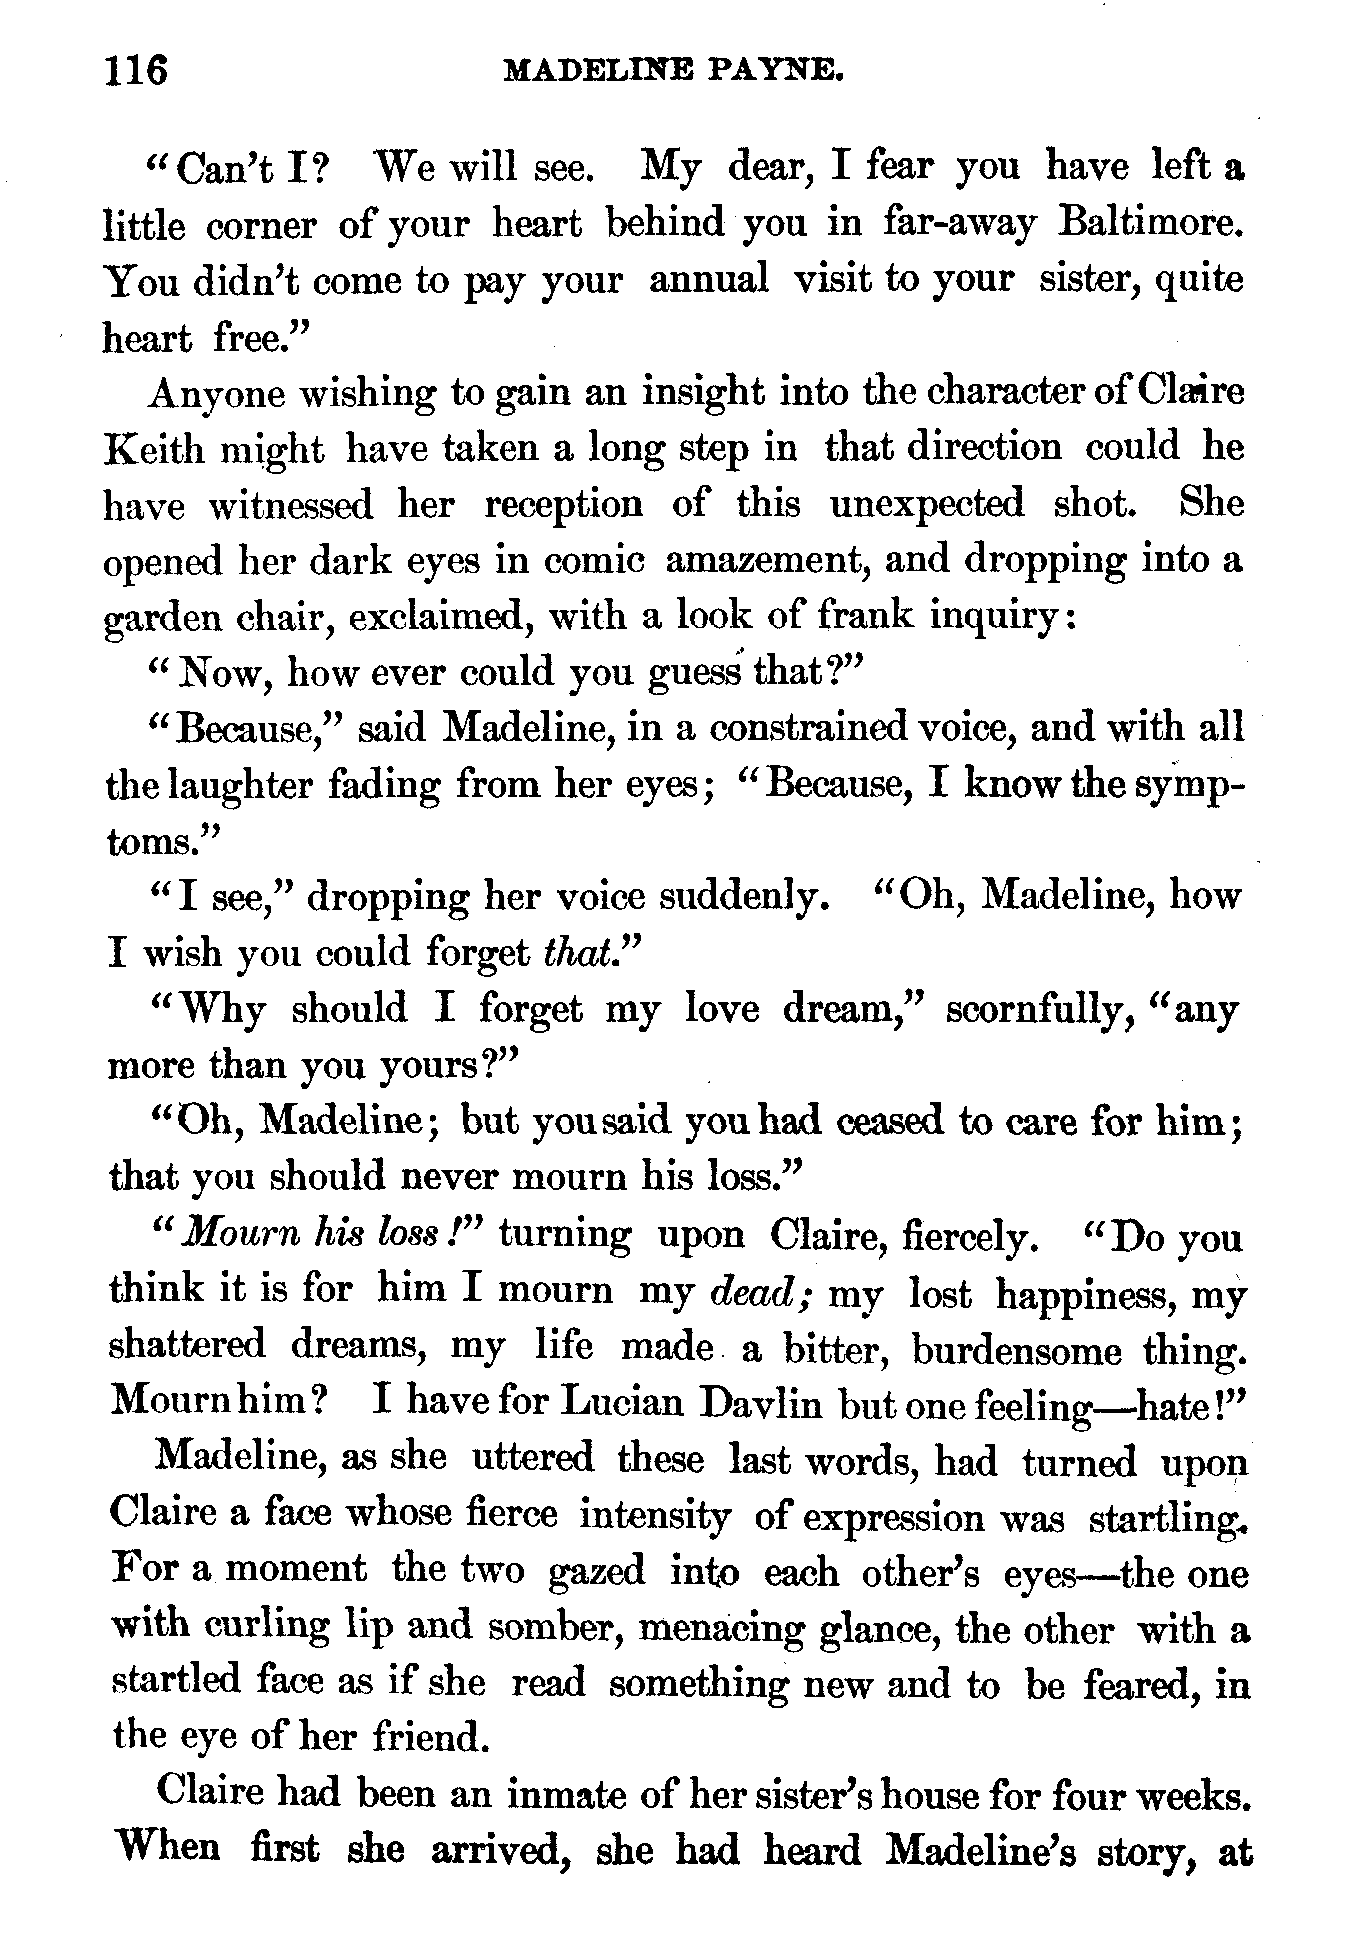 116 MADELINE PAYNE.
"Can't I? We will see. My dear, I fear you have left a
little corner of your heart behind you in far-away Baltimore.
You didn't come to pay your annual visit to your sister, quite
heart free."
Anyone wishing to gain an insight into the character of Claire
Keith might have taken a long step in that direction could he
have witnessed her reception of this unexpected shot. She
opened her dark eyes in comic amazement, and dropping into a
garden chair, exclaimed, with a look of frank inquiry:
"Now, how ever could you guess that?"
"Because," said Madeline, in a constrained voice, and with all
the laughter fading from her eyes; "Because, I know the symp-
toms."
"I see," dropping her voice suddenly. "Oh, Madeline, how
I wish you could forget that."
"Why should I forget my love dream," scornfully, "any
more than you yours?"
"Oh, Madeline; but you said you had ceased to care for him;
that you should never mourn his loss."
"Mourn his loss!" turning upon Claire, fiercely. "Do you
think it is for him I mourn my dead; my lost happiness, my
shattered dreams, my life made a bitter, burdensome thing.
Mourn him? I have for Lucian Davlin but one feeling—hate!"
Madeline, as she uttered these last words, had turned upon
Claire a face whose fierce intensity of expression was startling.
For a moment the two gazed into each other's eyes—the one
with curling lip and somber, menacing glance, the other with a
startled face as if she read something new and to be feared, in
the eye of her friend.
Claire had been an inmate of her sister's house for four weeks.
When first she arrived, she had heard Madeline's story, at